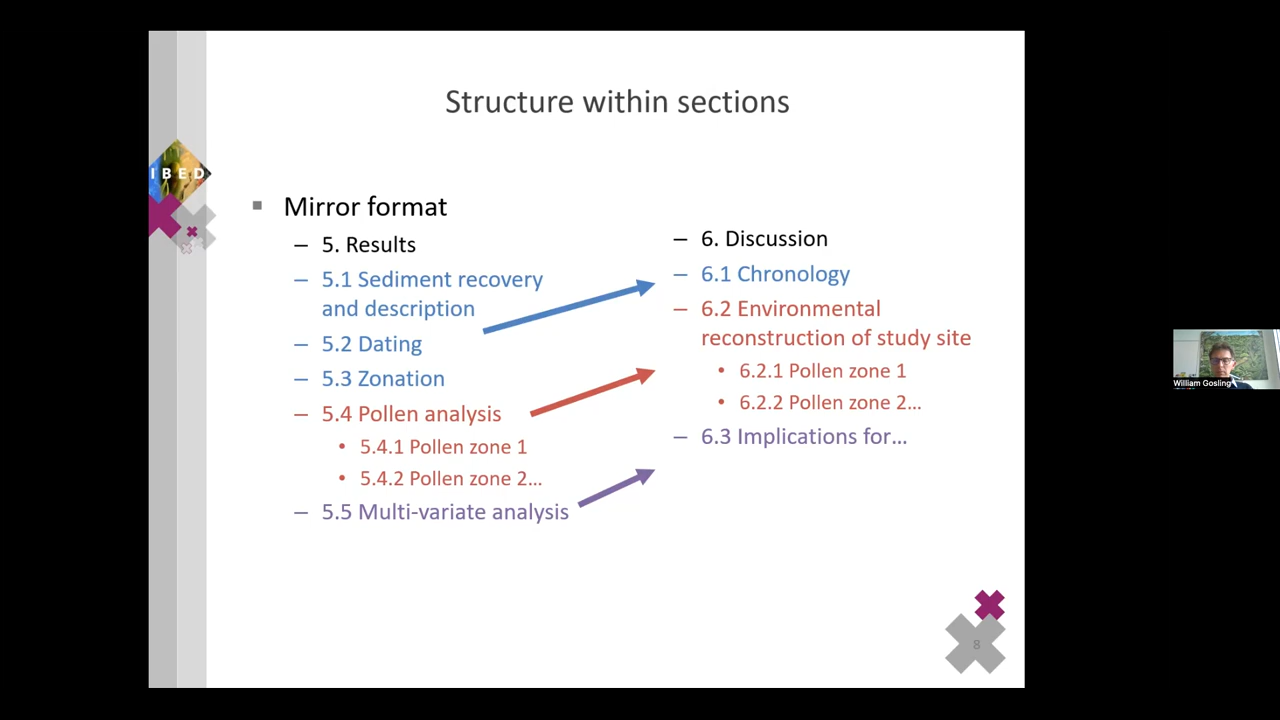 Structure within sections
IBED
Mirror format
– 5. Results
– 5.1 Sediment recovery
and description
– 5.2 Dating
– 5.3 Zonation
– 5.4 Pollen analysis
• 5.4.1 Pollen zone 1
• 5.4.2 Pollen zone 2…
– 5.5 Multi-variate analysis
– 6. Discussion
– 6.1 Chronology
– 6.2 Environmental
reconstruction of study site
• 6.2.1 Pollen zone 1
• 6.2.2 Pollen zone 2…
– 6.3 Implications for…
8
William Gosling